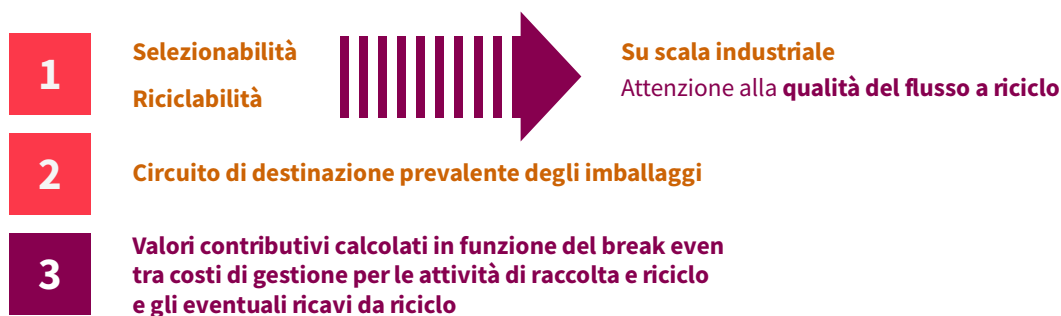 1
Selezionabilità
Riciclabilità
Su scala industriale
Attenzione alla qualità del flusso a riciclo
2
Circuito di destinazione prevalente degli imballaggi
3
Valori contributivi calcolati in funzione del break even
tra costi di gestione per le attività di raccolta e riciclo
e gli eventuali ricavi da riciclo